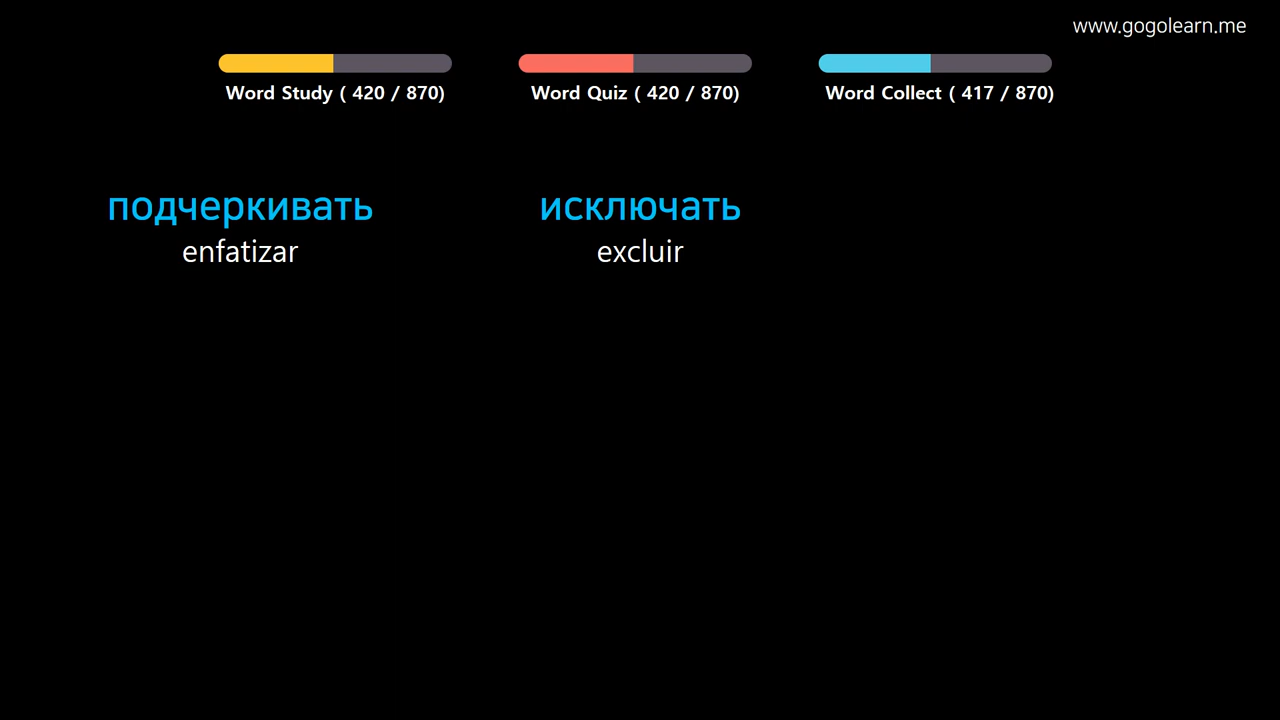 www.gogolearn.me
Word Study ( 420 / 870)
Word Quiz ( 420 / 870)
Word Collect ( 417 / 870)
подчеркивать
enfatizar
исключать
excluir